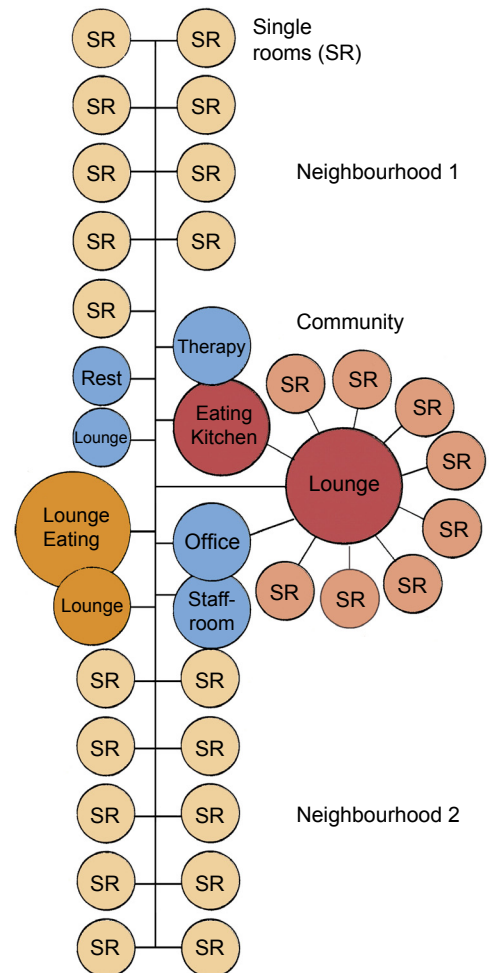 SR
SR
Single
rooms (SR)
SR
SR
SR
SR
Neighbourhood 1
SR
SR
SR
Community
Therapy
Rest
SR
SR
SR
Eating
Kitchen
Lounge
SR
Lounge
Lounge
Eating
SR
Office
SR
SR
SR
SR
Lounge
Staff-
room
SR
SR
SR
SR
SR
SR
Neighbourhood 2
SR
SR
SR
SR